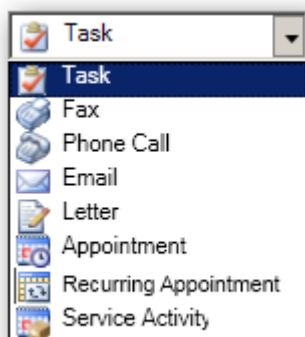 Task
Task
Fax
Phone Call
Email
Letter
Appointment
Recurring Appointment
Service Activity